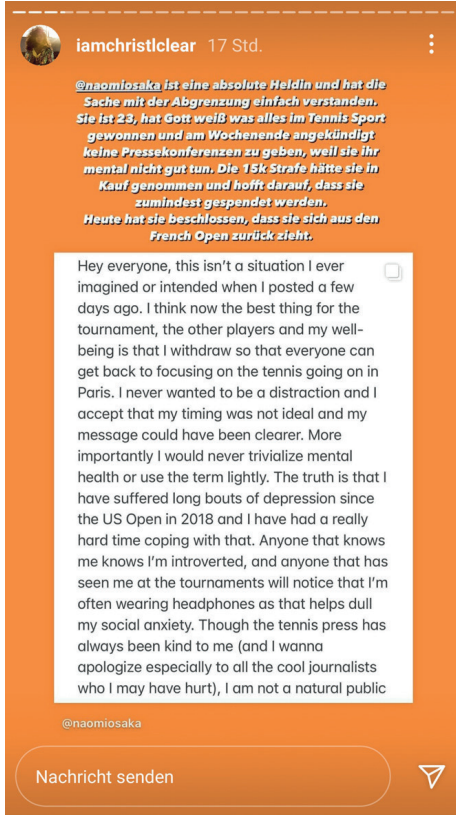 iamchristlclear 17 Std.
@naomiosaka ist eine absolute Heldin und hat die
Sache mit der Abgrenzung einfach verstanden.
Sie ist 23, hat Gott weiß was alles im Tennis Sport
gewonnen und am Wochenende angekündigt
keine Pressekonferenzen zu geben, weil sie ihr
mental nicht gut tun. Die 15k Strafe hätte sie in
Kauf genommen und hofft darauf, dass sie
zumindest gespendet werden.
Heute hat sie beschlossen, dass sie sich aus den
French Open zurück zieht.
Hey everyone, this isn't a situation I ever
imagined or intended when I posted a few
days ago. I think now the best thing for the
tournament, the other players and my well-
being is that I withdraw so that everyone can
get back to focusing on the tennis going on in
Paris. I never wanted to be a distraction and I
accept that my timing was not ideal and my
message could have been clearer. More
importantly I would never trivialize mental
health or use the term lightly. The truth is that I
have suffered long bouts of depression since
the US Open in 2018 and I have had a really
hard time coping with that. Anyone that knows
me knows I'm introverted, and anyone that has
seen me at the tournaments will notice that I'm
often wearing headphones as that helps dull
my social anxiety. Though the tennis press has
always been kind to me (and I wanna
apologize especially to all the cool journalists
who I may have hurt), I am not a natural public
@naomiosaka
Nachricht senden